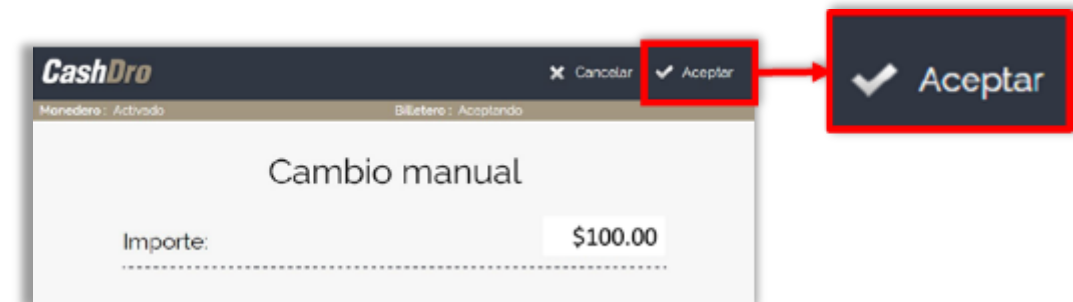 CashDro
✕ Cancelar ✓ Aceptar
Monedero : Activado Billetero : Aceptando
Cambio manual
Importe: $100.00
✓ Aceptar